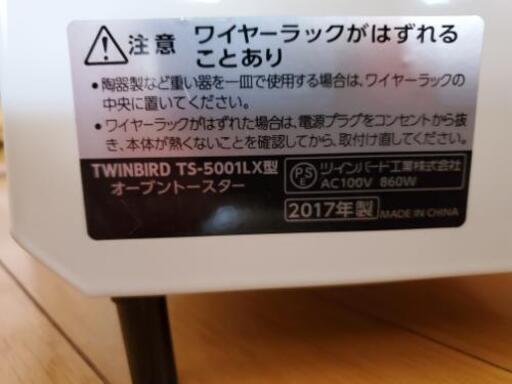 注意 ワイヤーラックがはずれる
ことあり
●陶器製など重い器を一皿で使用する場合は、ワイヤーラックの
中央に置いてください。
●ワイヤーラックがはずれた場合は、電源プラグをコンセントから抜
き、本体が熱くないことを確認してから、取付け直してください。
TWINBIRD TS-5001LX型
オーブントースター
PSE ツインバード工業株式会社
AC100V 860W
2017年製 MADE IN CHINA